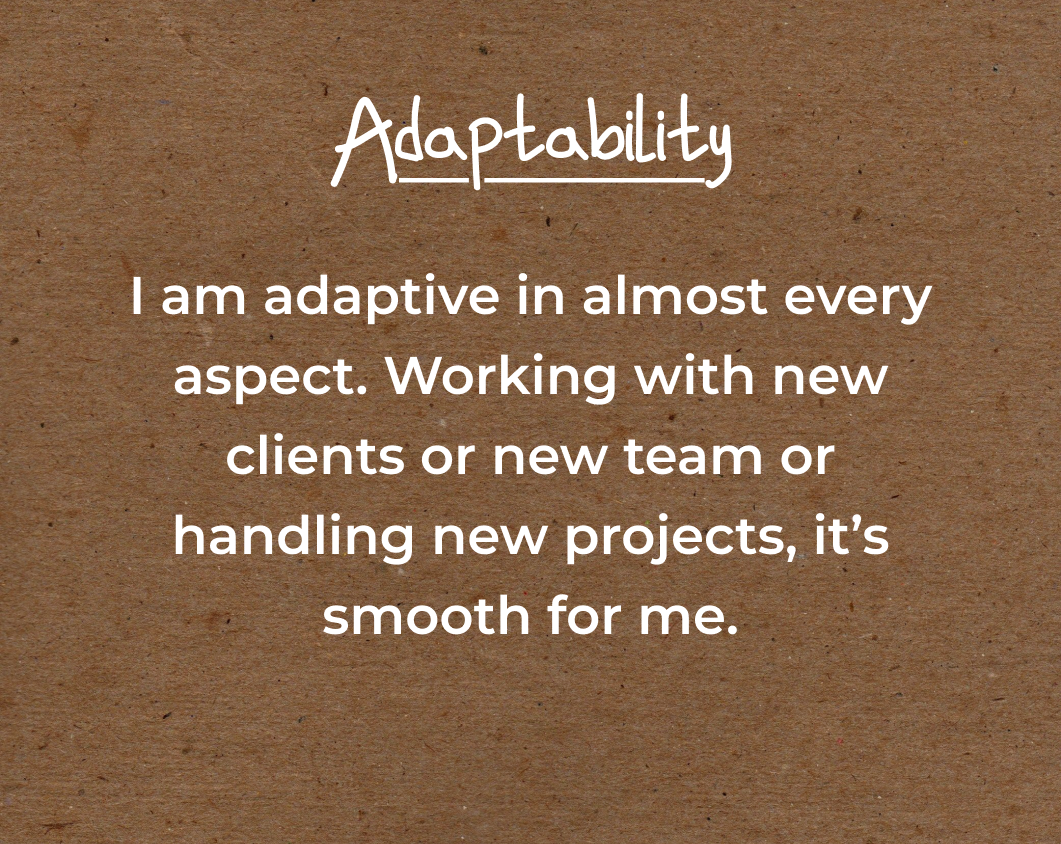 Adaptability
I am adaptive in almost every
aspect. Working with new
clients or new team or
handling new projects, it’s
smooth for me.